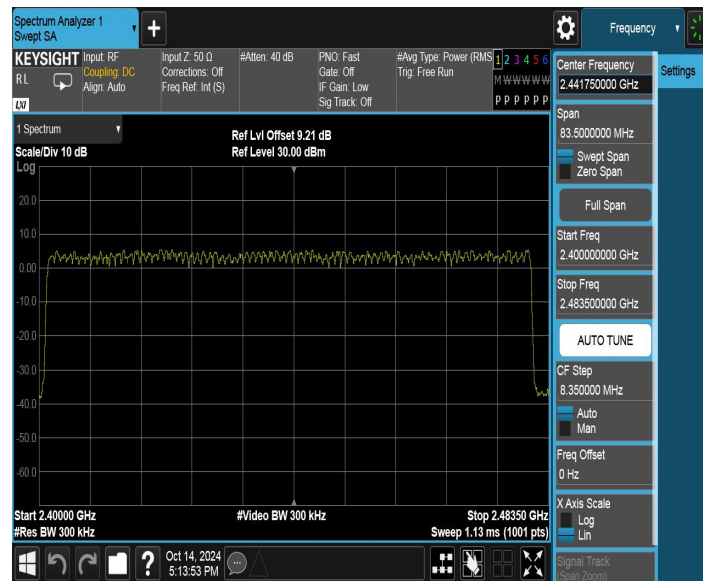 Spectrum Analyzer 1
Swept SA
+
Frequency
KEYSIGHT
RL
LXI
Input: RF
Coupling: DC
Align: Auto
Input Z: 50 Ω
Corrections: Off
Freq Ref: Int (S)
#Atten: 40 dB
PNO: Fast
Gate: Off
IF Gain: Low
Sig Track: Off
#Avg Type: Power (RMS
Trig: Free Run
1 2 3 4 5 6
M W W W W W
P P P P P P
1 Spectrum
Scale/Div 10 dB
Ref Lvl Offset 9.21 dB
Ref Level 30.00 dBm
Log
20.0
10.0
0.00
-10.0
-20.0
-30.0
-40.0
-50.0
-60.0
Start 2.40000 GHz
#Res BW 300 kHz
#Video BW 300 kHz
Stop 2.48350 GHz
Sweep 1.13 ms (1001 pts)
Center Frequency
2.441750000 GHz
Settings
Span
83.5000000 MHz
Swept Span
Zero Span
Full Span
Start Freq
2.400000000 GHz
Stop Freq
2.483500000 GHz
AUTO TUNE
CF Step
8.350000 MHz
Auto
Man
Freq Offset
0 Hz
X Axis Scale
Log
Lin
Signal Track
(Span Zoom)
?
Oct 14, 2024
5:13:53 PM